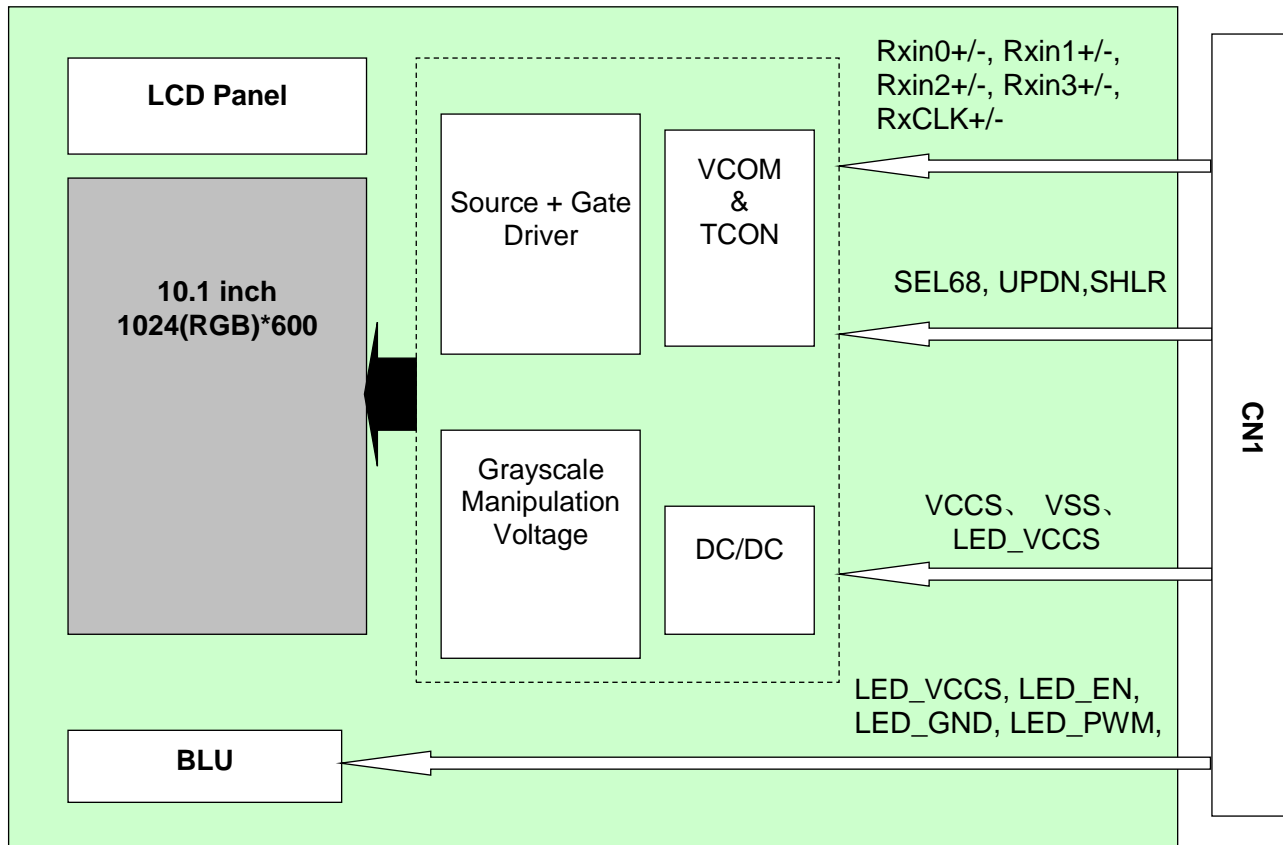 LCD Panel
10.1 inch
1024(RGB)*600
Source + Gate
Driver
VCOM
&
TCON
Grayscale
Manipulation
Voltage
DC/DC
BLU
Rxin0+/-, Rxin1+/-,
Rxin2+/-, Rxin3+/-,
RxCLK+/-
SEL68, UPDN,SHLR
VCCS、 VSS、
LED_VCCS
LED_VCCS, LED_EN,
LED_GND, LED_PWM,
CN1